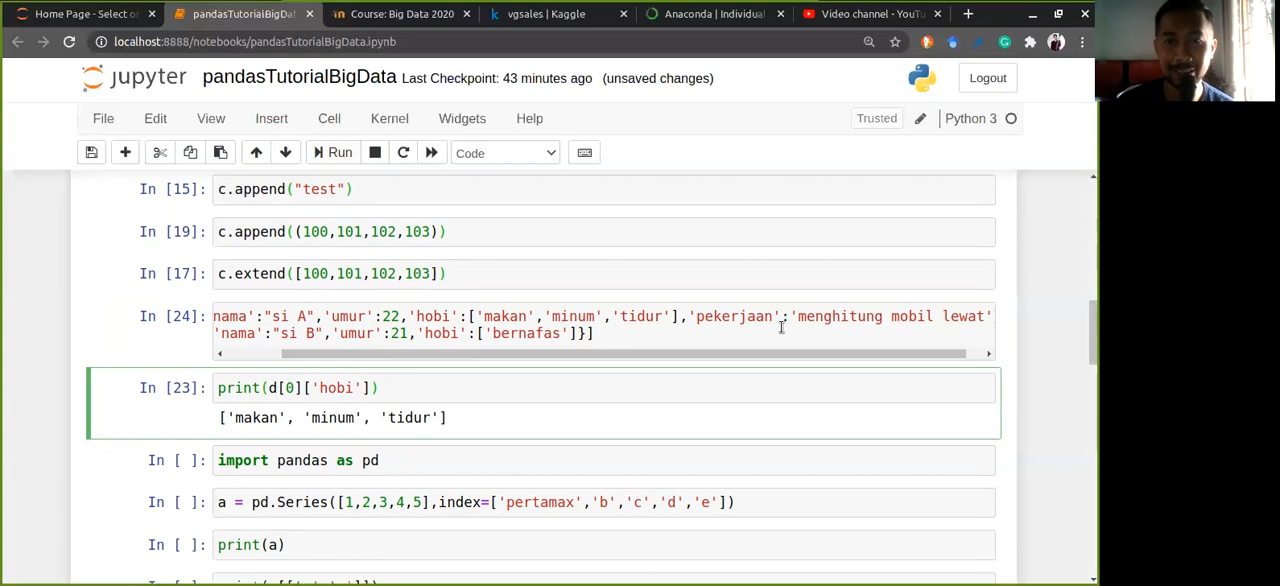 Home Page - Select or
pandasTutorialBigDat
Course: Big Data 2020
vgsales | Kaggle
Anaconda | Individual
Video channel - YouTu
localhost:8888/notebooks/pandasTutorialBigData.ipynb
jupyter pandasTutorialBigData Last Checkpoint: 43 minutes ago (unsaved changes)
Logout
File Edit View Insert Cell Kernel Widgets Help
Trusted
Python 3
Run
Code
In [15]: c.append("test")
In [19]: c.append((100,101,102,103))
In [17]: c.extend([100,101,102,103])
In [24]: nama':"si A",'umur':22,'hobi':['makan','minum','tidur'],'pekerjaan':'menghitung mobil lewat'
'nama':"si B",'umur':21,'hobi':['bernafas']}]
In [23]: print(d[0]['hobi'])
['makan', 'minum', 'tidur']
In [ ]: import pandas as pd
In [ ]: a = pd.Series([1,2,3,4,5],index=['pertamax','b','c','d','e'])
In [ ]: print(a)